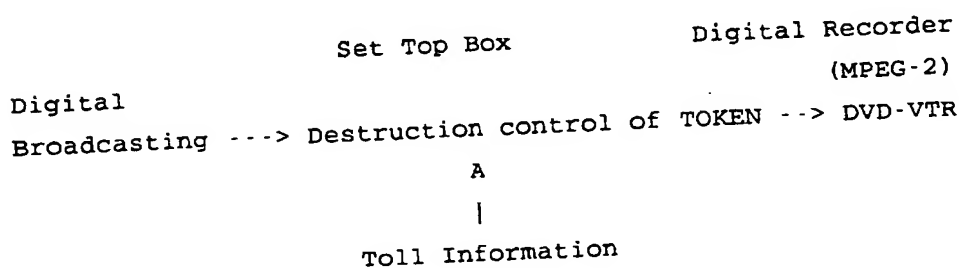 Set Top Box Digital Recorder
(MPEG-2)
Digital
Broadcasting ---> Destruction control of TOKEN --> DVD-VTR
A
|
Toll Information